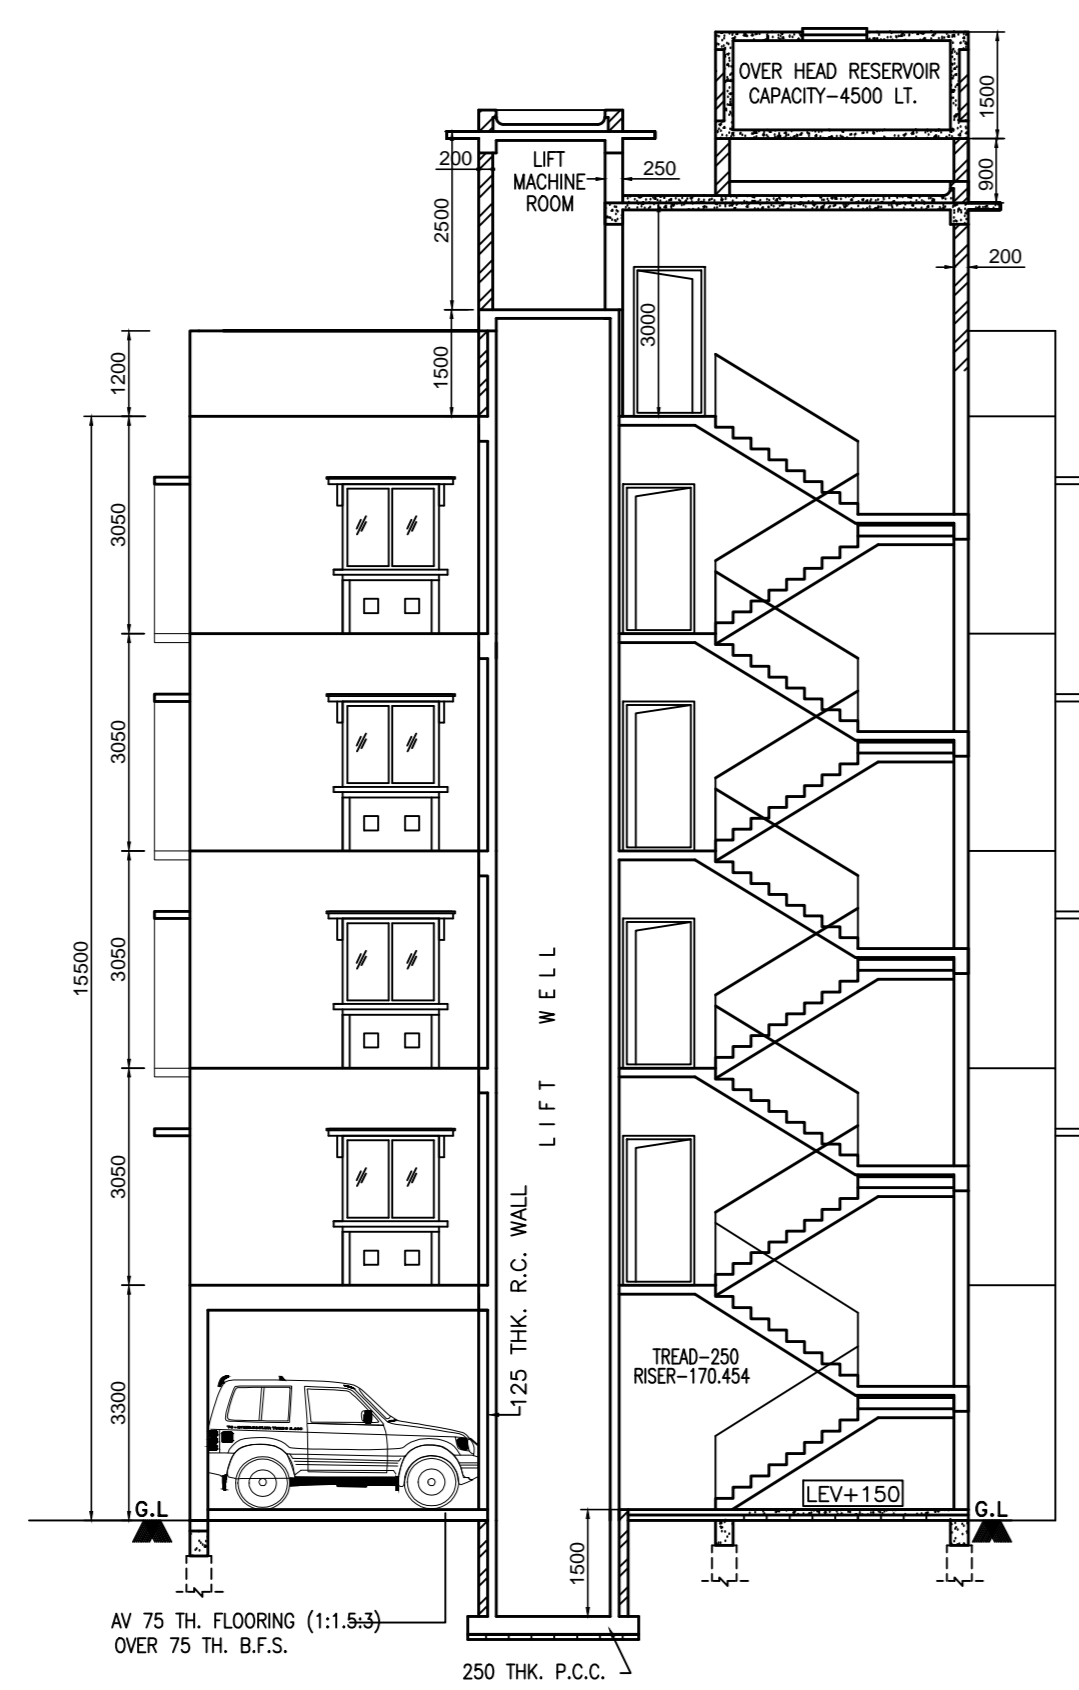 OVER HEAD RESERVOIR
CAPACITY-4500 LT.
1500
900
200
LIFT
MACHINE
ROOM
250
2500
200
3000
1500
1200
3050
3050
3050
3050
15500
3300
LIFT WELL
125 THK. R.C. WALL
TREAD-250
RISER-170.454
LEV+150
G.L
G.L
1500
AV 75 TH. FLOORING (1:1.5:3)
OVER 75 TH. B.F.S.
250 THK. P.C.C.